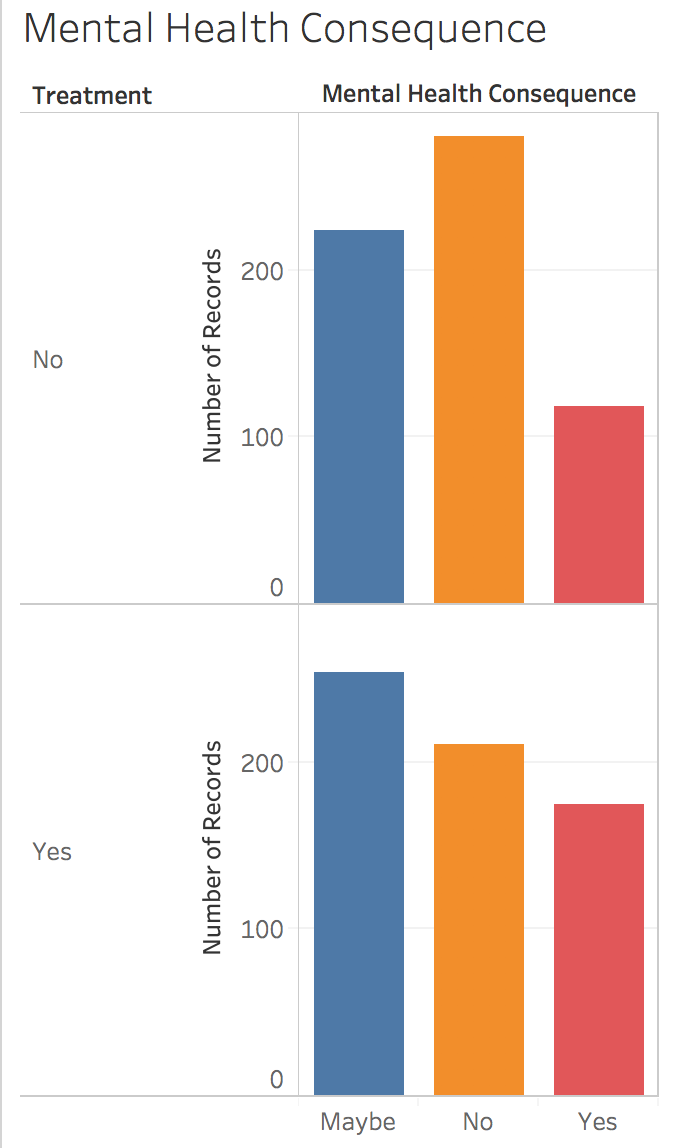 Mental Health Consequence
Treatment
Mental Health Consequence
No
Number of Records
200
100
0
Yes
Number of Records
200
100
0
Maybe
No
Yes